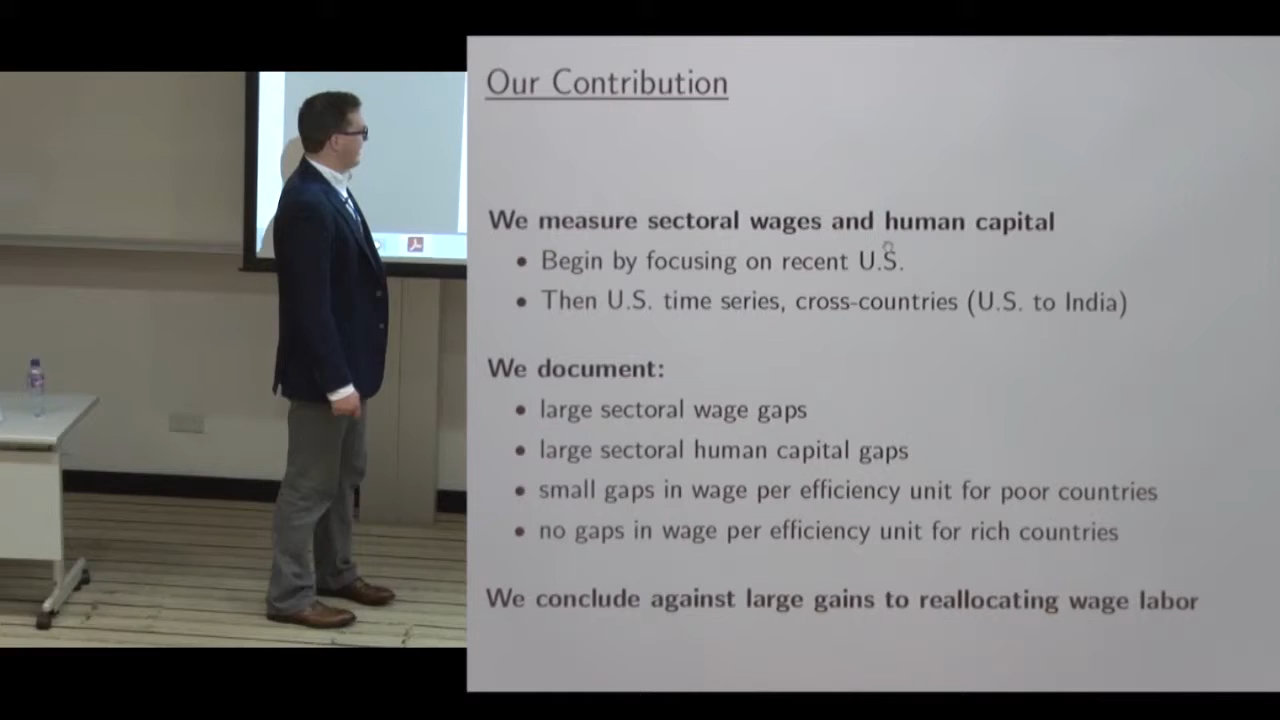 Our Contribution
We measure sectoral wages and human capital
• Begin by focusing on recent U.S.
• Then U.S. time series, cross-countries (U.S. to India)
We document:
• large sectoral wage gaps
• large sectoral human capital gaps
• small gaps in wage per efficiency unit for poor countries
• no gaps in wage per efficiency unit for rich countries
We conclude against large gains to reallocating wage labor